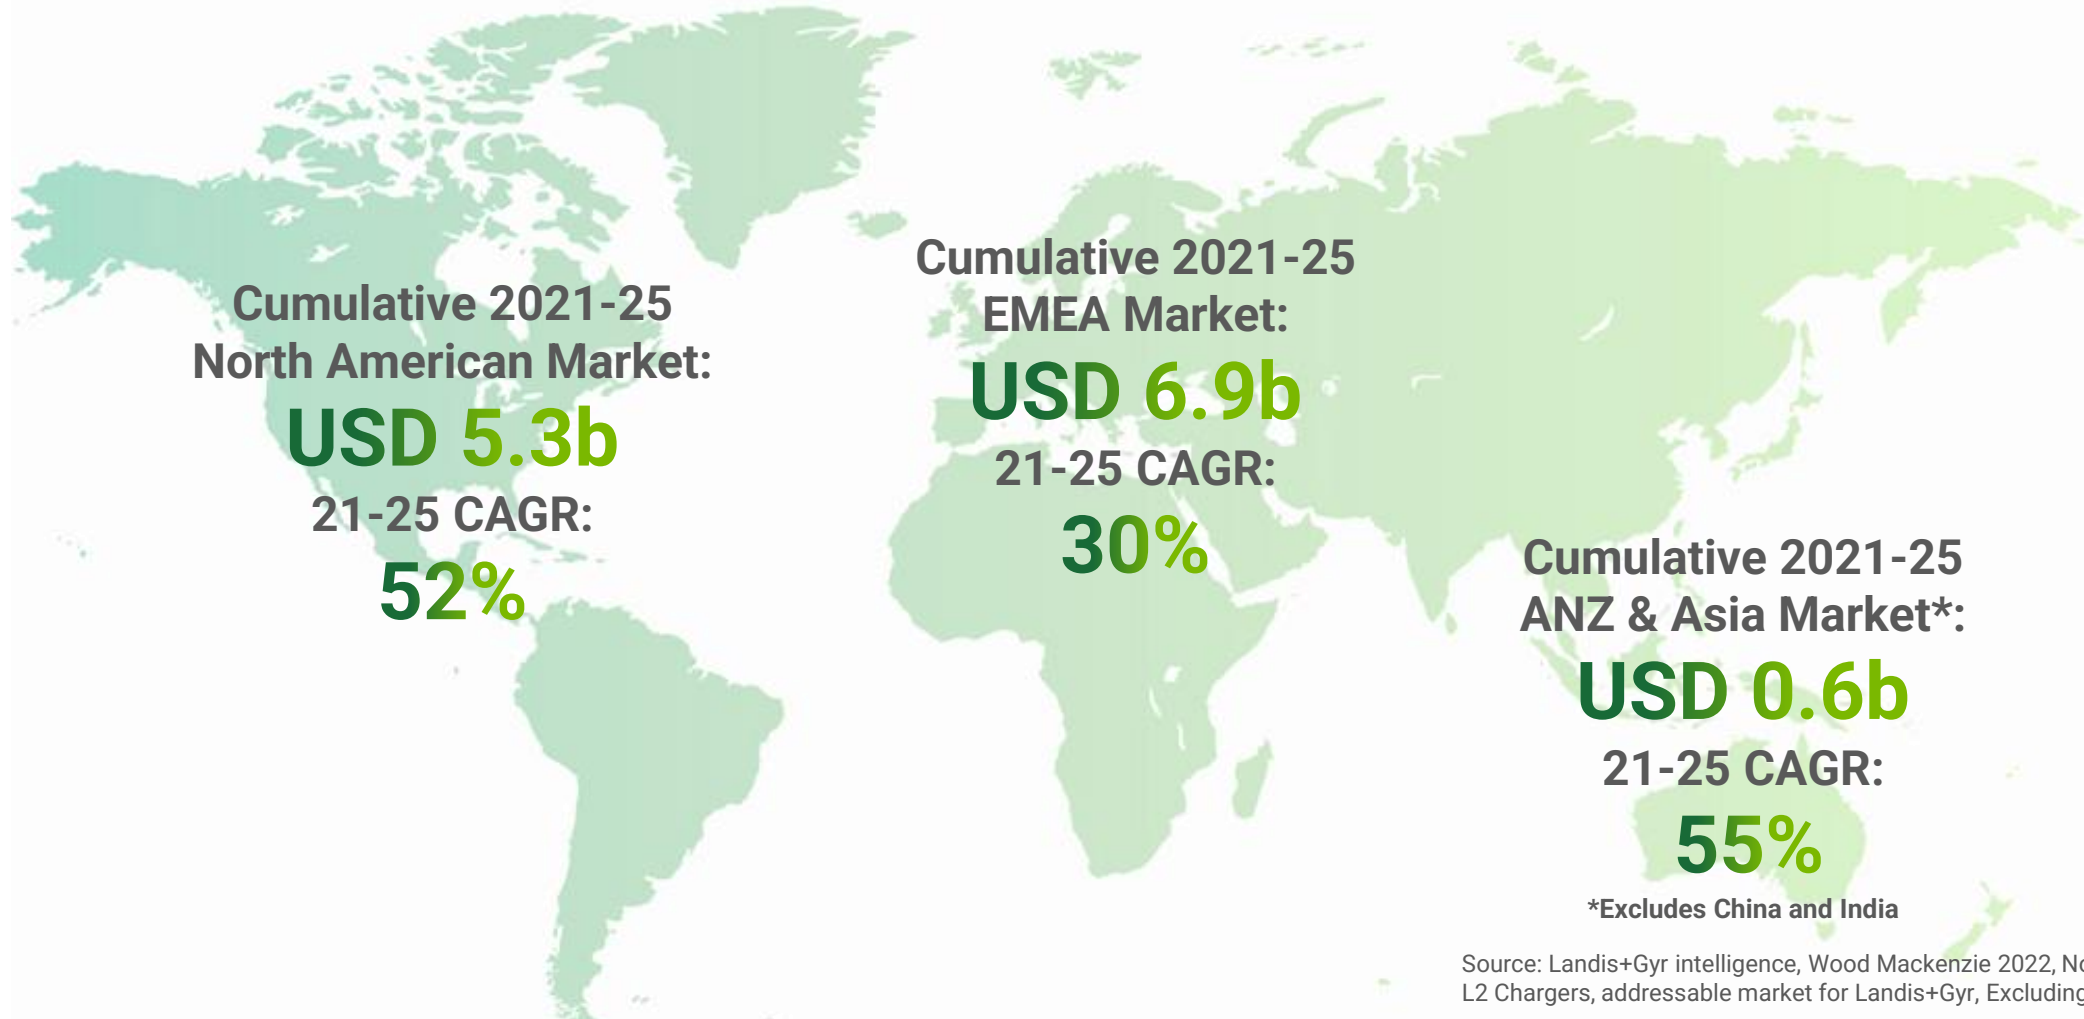 Cumulative 2021-25
North American Market:
USD 5.3b
21-25 CAGR:
52%
Cumulative 2021-25
EMEA Market:
USD 6.9b
21-25 CAGR:
30%
Cumulative 2021-25
ANZ & Asia Market*:
USD 0.6b
21-25 CAGR:
55%
*Excludes China and India
Source: Landis+Gyr intelligence, Wood Mackenzie 2022,
L2 Chargers, addressable market for Landis+Gyr, Excluding